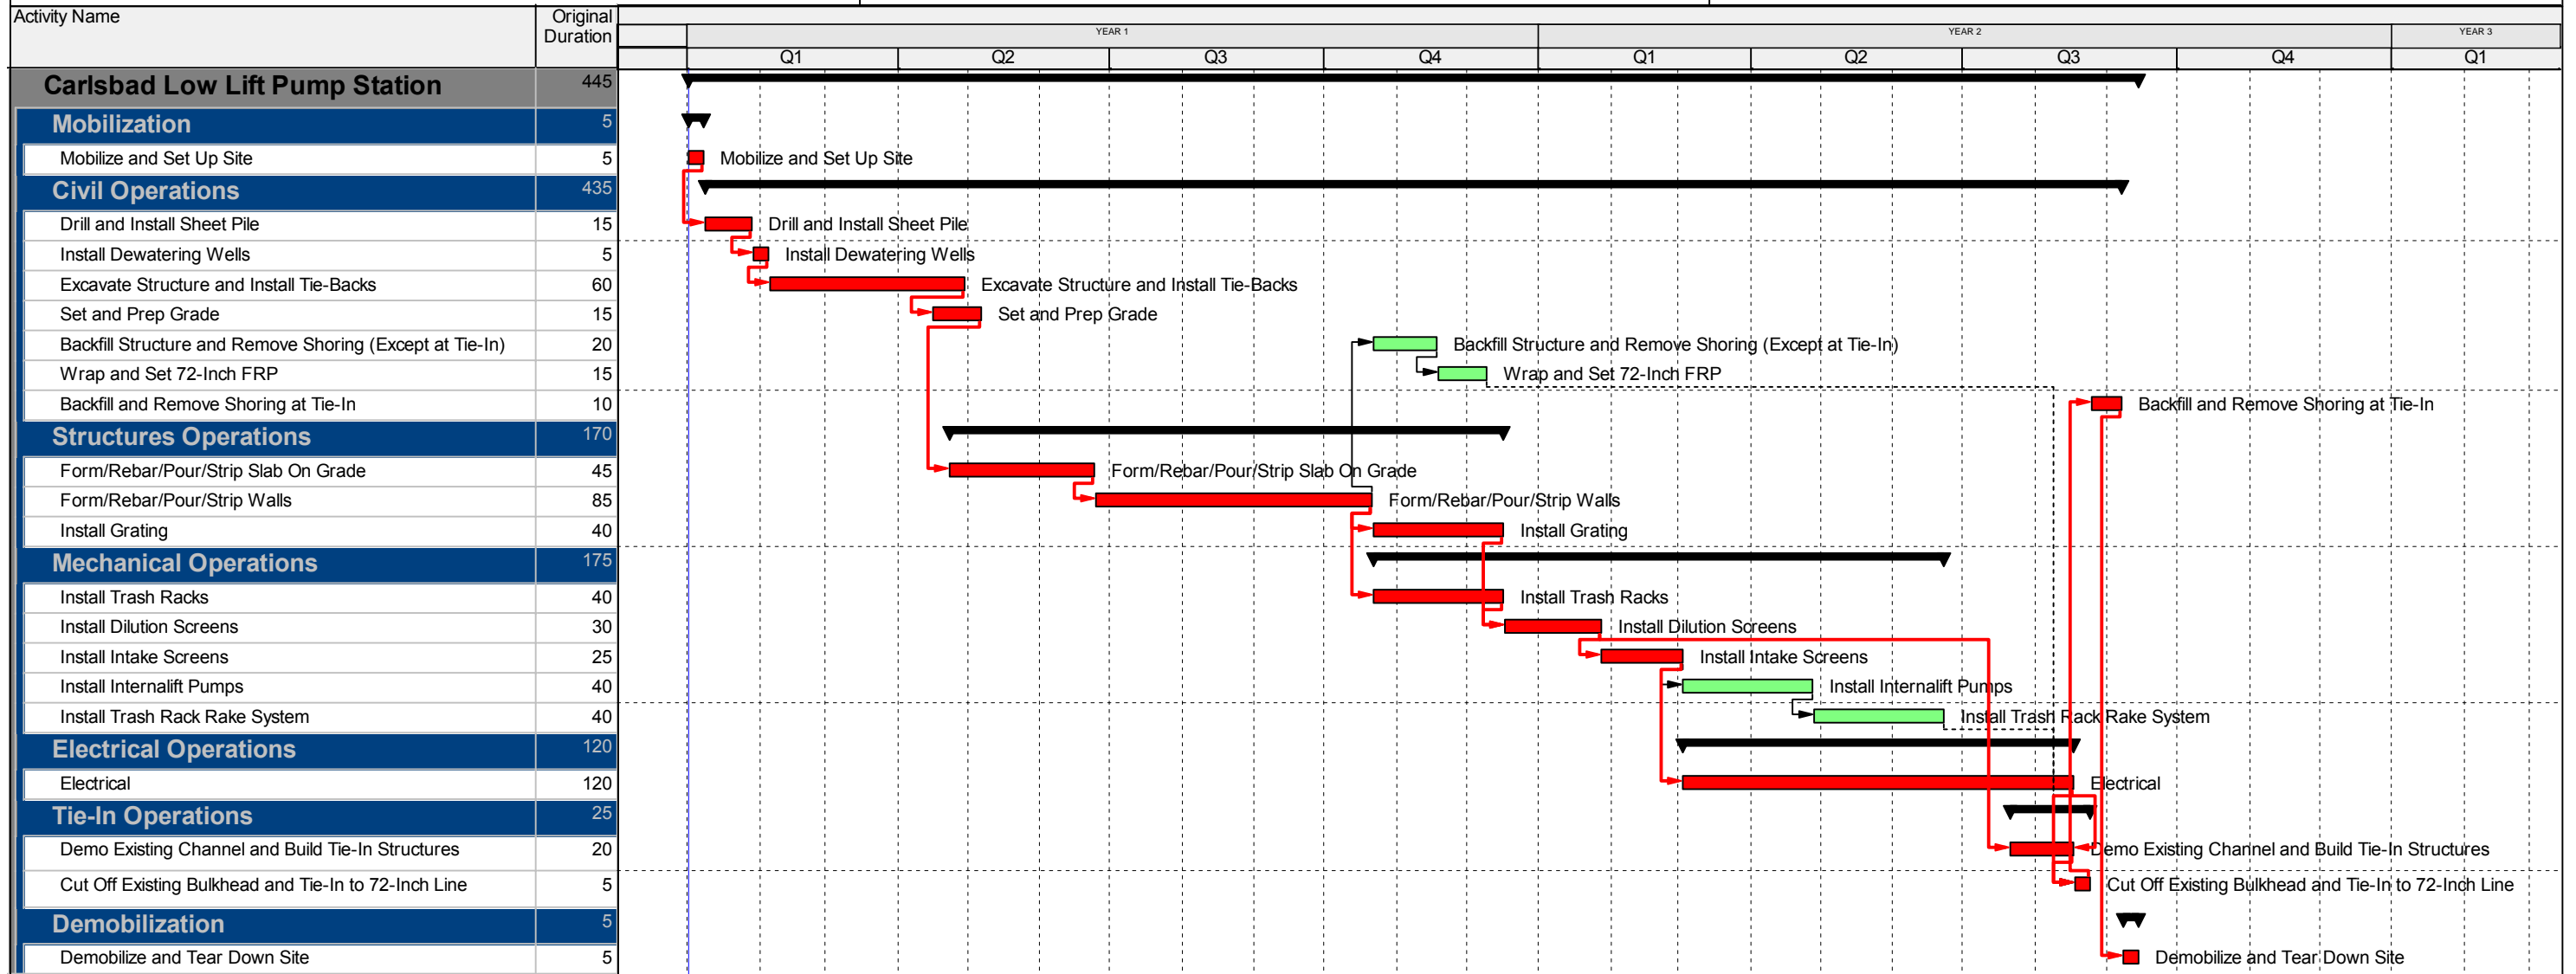 Activity Name Original Duration
YEAR 1 YEAR 2 YEAR 3
Q1 Q2 Q3 Q4 Q1 Q2 Q3 Q4 Q1
Carlsbad Low Lift Pump Station 445
Mobilization 5
Mobilize and Set Up Site 5 Mobilize and Set Up Site
Civil Operations 435
Drill and Install Sheet Pile 15 Drill and Install Sheet Pile
Install Dewatering Wells 5 Install Dewatering Wells
Excavate Structure and Install Tie-Backs 60 Excavate Structure and Install Tie-Backs
Set and Prep Grade 15 Set and Prep Grade
Backfill Structure and Remove Shoring (Except at Tie-In) 20 Backfill Structure and Remove Shoring (Except at Tie-In)
Wrap and Set 72-Inch FRP 15 Wrap and Set 72-Inch FRP
Backfill and Remove Shoring at Tie-In 10 Backfill and Remove Shoring at Tie-In
Structures Operations 170
Form/Rebar/Pour/Strip Slab On Grade 45 Form/Rebar/Pour/Strip Slab On Grade
Form/Rebar/Pour/Strip Walls 85 Form/Rebar/Pour/Strip Walls
Install Grating 40 Install Grating
Mechanical Operations 175
Install Trash Racks 40 Install Trash Racks
Install Dilution Screens 30 Install Dilution Screens
Install Intake Screens 25 Install Intake Screens
Install Internalift Pumps 40 Install Internalift Pumps
Install Trash Rack Rake System 40 Install Trash Rack Rake System
Electrical Operations 120
Electrical 120 Electrical
Tie-In Operations 25
Demo Existing Channel and Build Tie-In Structures 20 Demo Existing Channel and Build Tie-In Structures
Cut Off Existing Bulkhead and Tie-In to 72-Inch Line 5 Cut Off Existing Bulkhead and Tie-In to 72-Inch Line
Demobilization 5
Demobilize and Tear Down Site 5 Demobilize and Tear Down Site